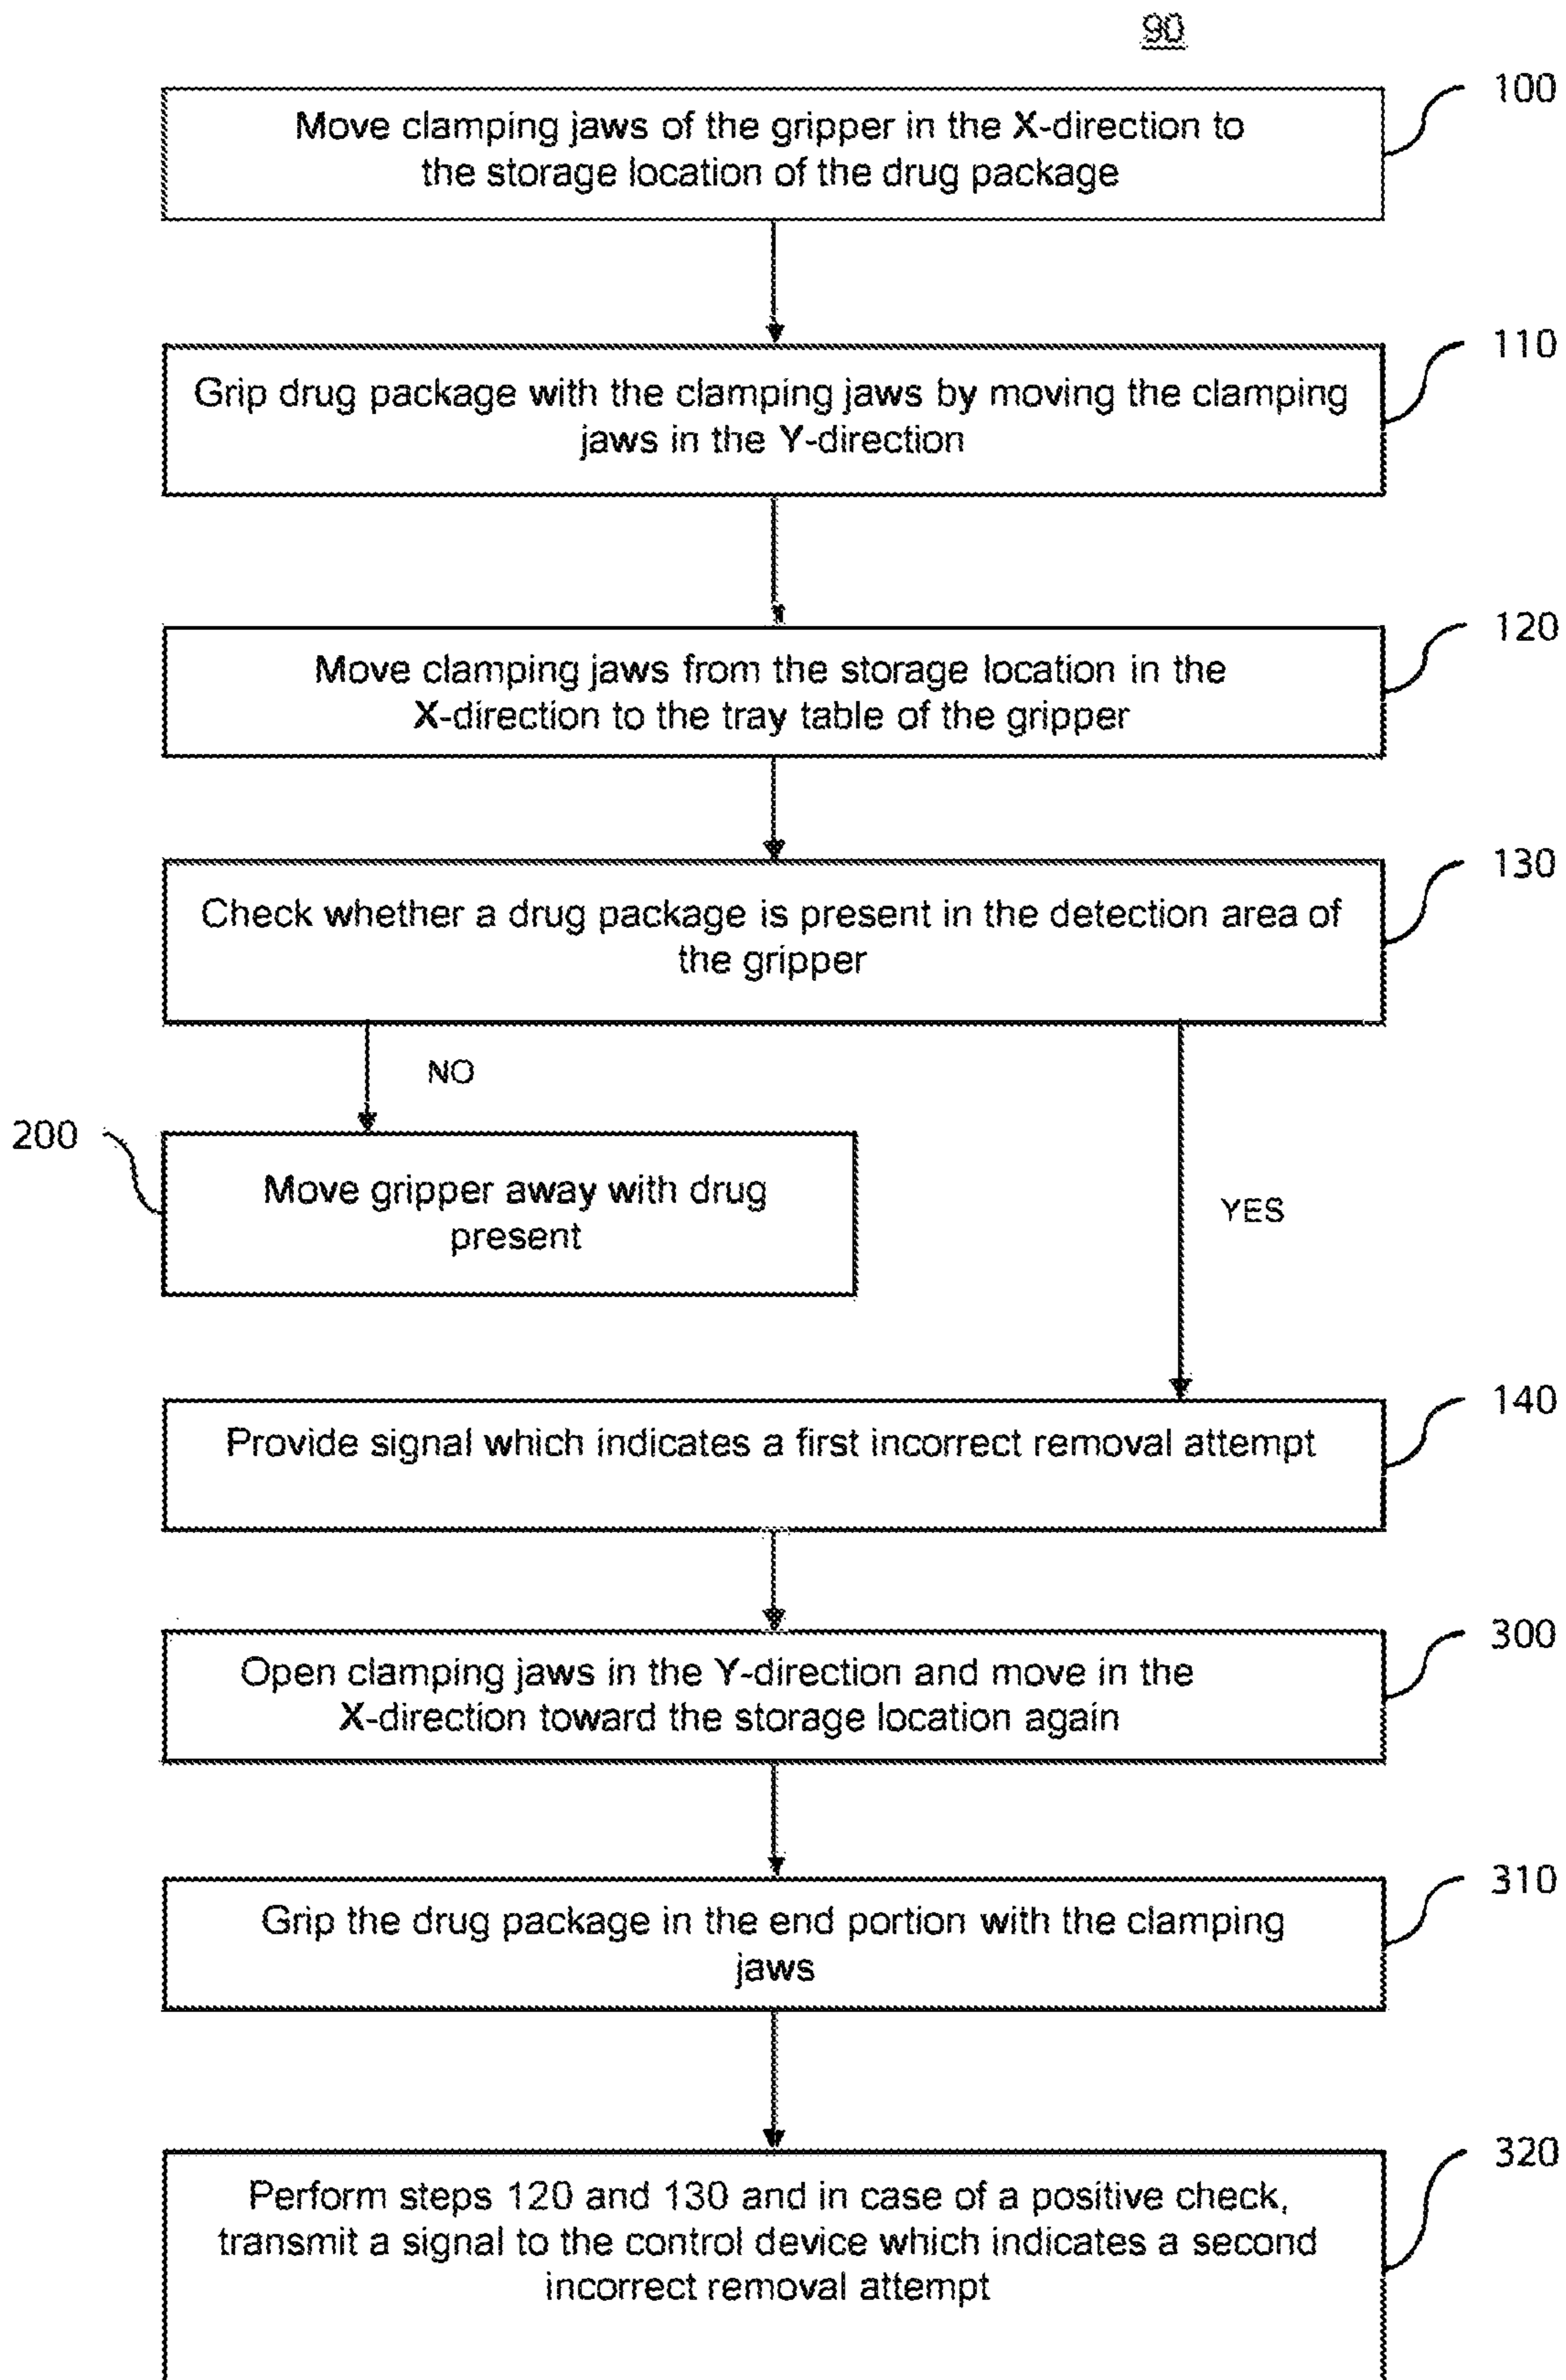 90
100
Move clamping jaws of the gripper in the X-direction to
the storage location of the drug package
110
Grip drug package with the clamping jaws by moving the clamping
jaws in the Y-direction
120
Move clamping jaws from the storage location in the
X-direction to the tray table of the gripper
130
Check whether a drug package is present in the detection area of
the gripper
NO
200
Move gripper away with drug
present
YES
140
Provide signal which indicates a first incorrect removal attempt
300
Open clamping jaws in the Y-direction and move in the
X-direction toward the storage location again
310
Grip the drug package in the end portion with the clamping
jaws
320
Perform steps 120 and 130 and in case of a positive check,
transmit a signal to the control device which indicates a second
incorrect removal attempt